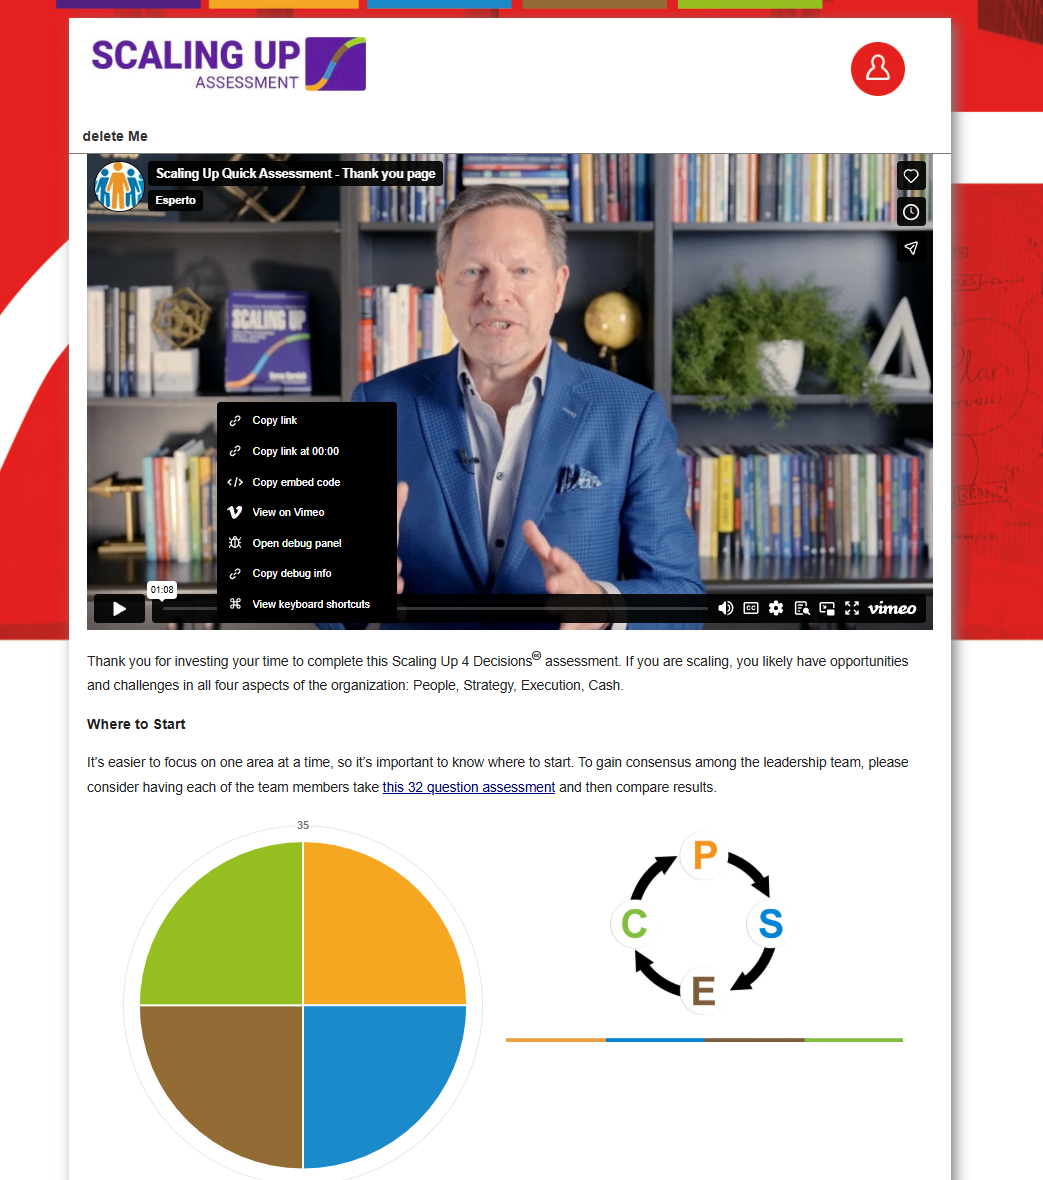 SCALING UP
ASSESSMENT
delete Me
Scaling Up Quick Assessment - Thank you page
Esperto
SCALING UP
Copy link
Copy link at 00:00
Copy embed code
View on Vimeo
Open debug panel
Copy debug info
View keyboard shortcuts
01:08
CC
vimeo
Thank you for investing your time to complete this Scaling Up 4 Decisions assessment. If you are scaling, you likely have opportunities
and challenges in all four aspects of the organization: People, Strategy, Execution, Cash.
Where to Start
It's easier to focus on one area at a time, so it's important to know where to start. To gain consensus among the leadership team, please
consider having each of the team members take this 32 question assessment and then compare results.
35
P
C
S
E